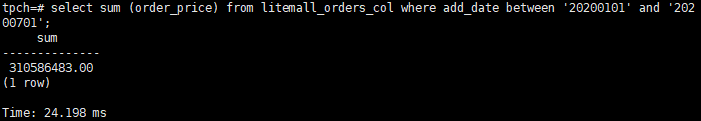 tpch=# select sum (order_price) from litemall_orders_col where add_date between '20200101' and '202
00701';
sum
--------------
310586483.00
(1 row)
Time: 24.198 ms